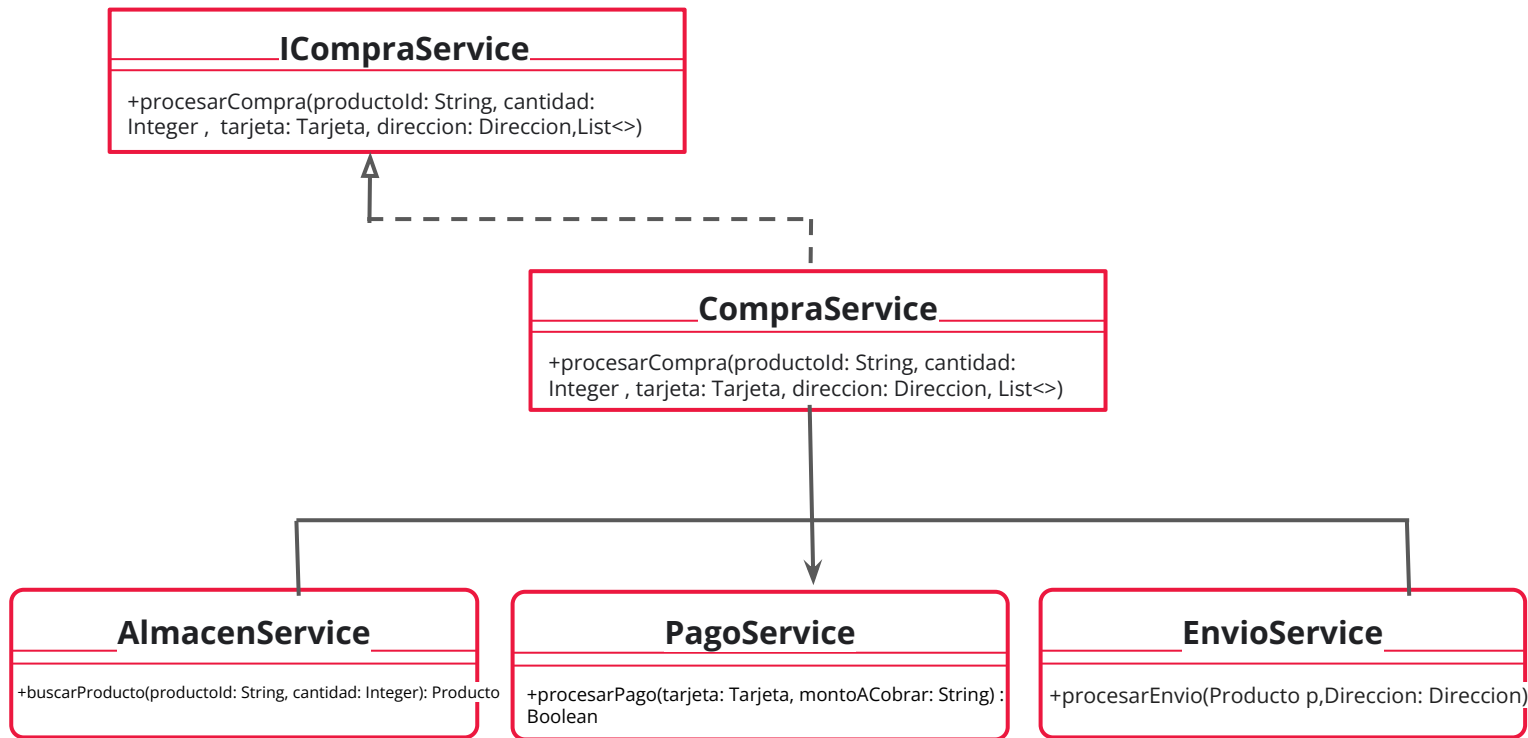 ICompraService
+procesarCompra(productoId: String, cantidad:
Integer ,  tarjeta: Tarjeta, direccion: Direccion,List<>)
CompraService
+procesarCompra(productoId: String, cantidad:
Integer , tarjeta: Tarjeta, direccion: Direccion, List<>)
AlmacenService
+buscarProducto(productoId: String, cantidad: Integer): Producto
PagoService
+procesarPago(tarjeta: Tarjeta, montoACobrar: String) :
Boolean
EnvioService
+procesarEnvio(Producto p,Direccion: Direccion)